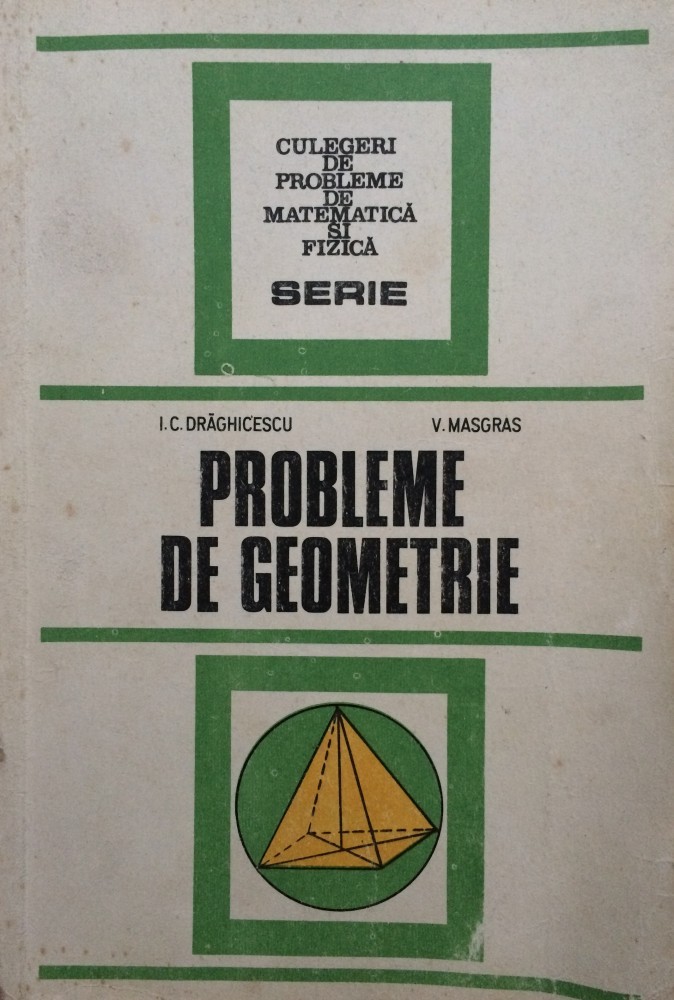 CULEGERI
DE
PROBLEME
DE
MATEMATICĂ
ȘI
FIZICĂ
SERIE
I.C. DRĂGHICESCU V. MASGRAS
PROBLEME
DE GEOMETRIE